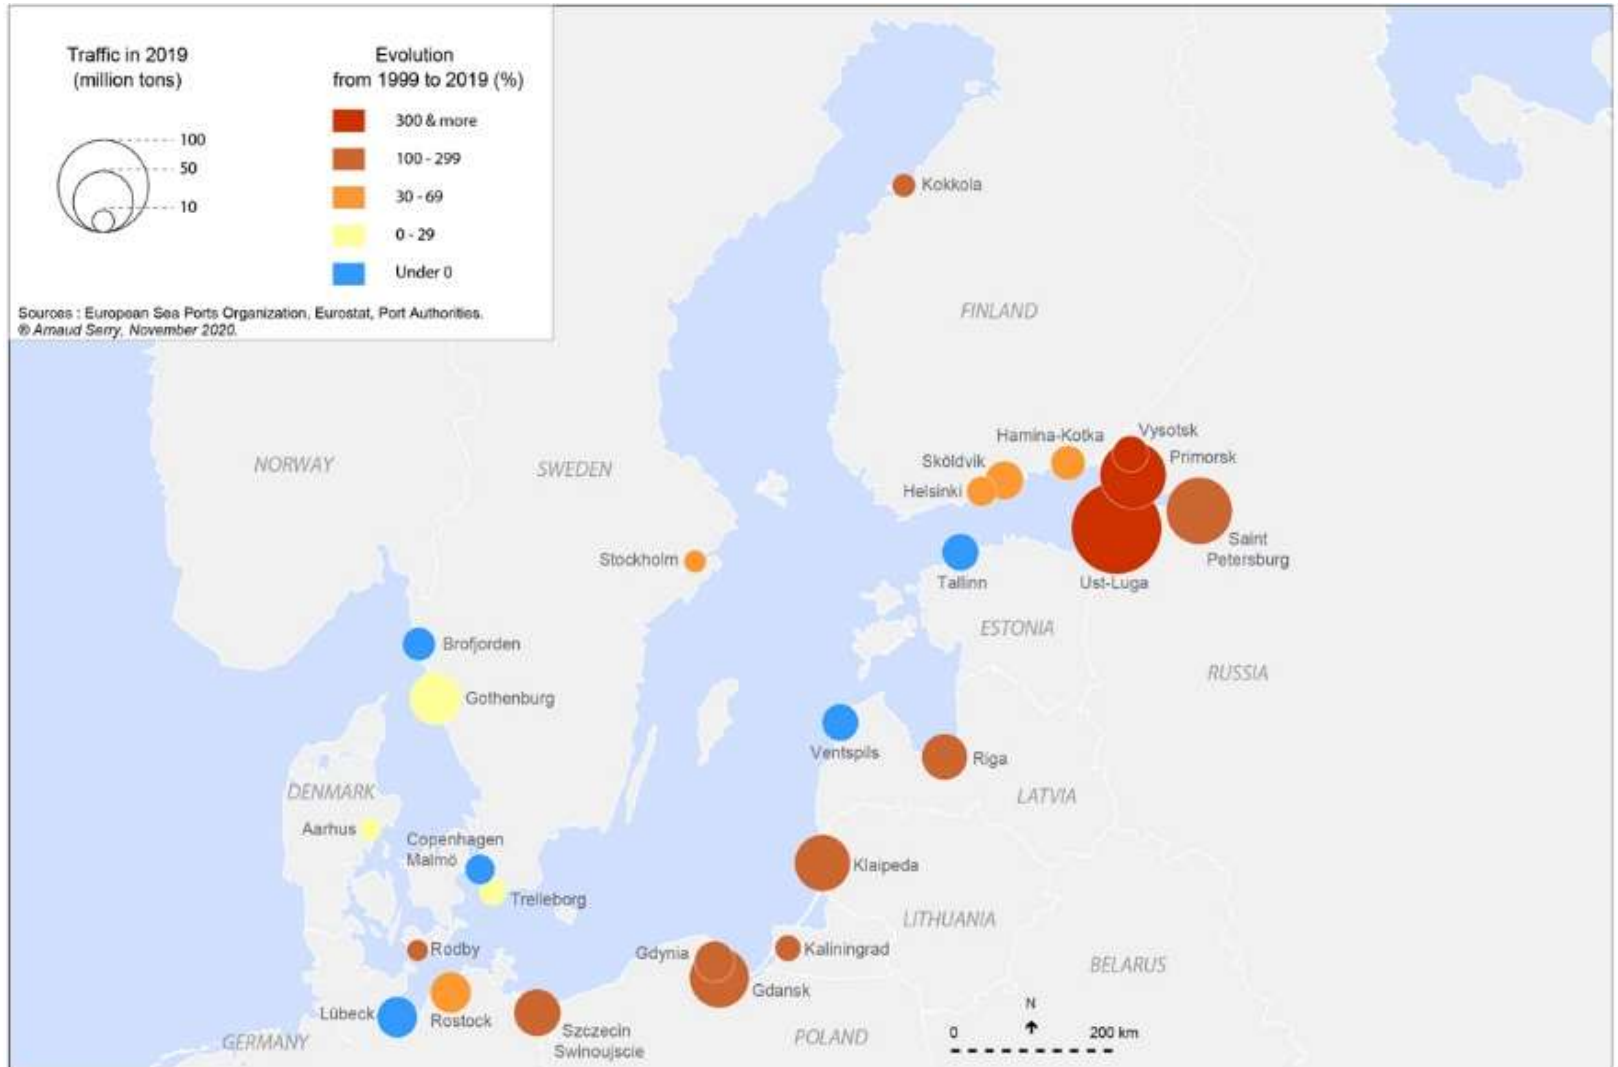 Traffic in 2019
(million tons)
100
50
10
Evolution
from 1999 to 2019 (%)
300 & more
100 - 299
30 - 69
0 - 29
Under 0
Sources : European Sea Ports Organization, Eurostat, Port Authorities.
® Arnaud Serry, November 2020.
Kokkola
FINLAND
Vysotsk
Hamina-Kotka
Primorsk
Sköldvik
NORWAY
SWEDEN
Helsinki
Saint
Petersburg
Stockholm
Tallinn
Ust-Luga
ESTONIA
Brofjorden
RUSSIA
Gothenburg
Ventspils
Riga
DENMARK
LATVIA
Aarhus
Copenhagen
Malmö
Klaipeda
Trelleborg
LITHUANIA
Rodby
Gdynia
Kaliningrad
BELARUS
Gdansk
Lübeck
Rostock
Szczecin
Swinoujscie
GERMANY
POLAND
N
0 200 km